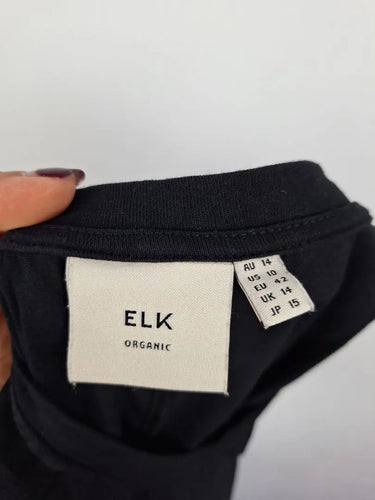 ELK
ORGANIC
AU 14
US 10
EU 42
UK 14
JP 15